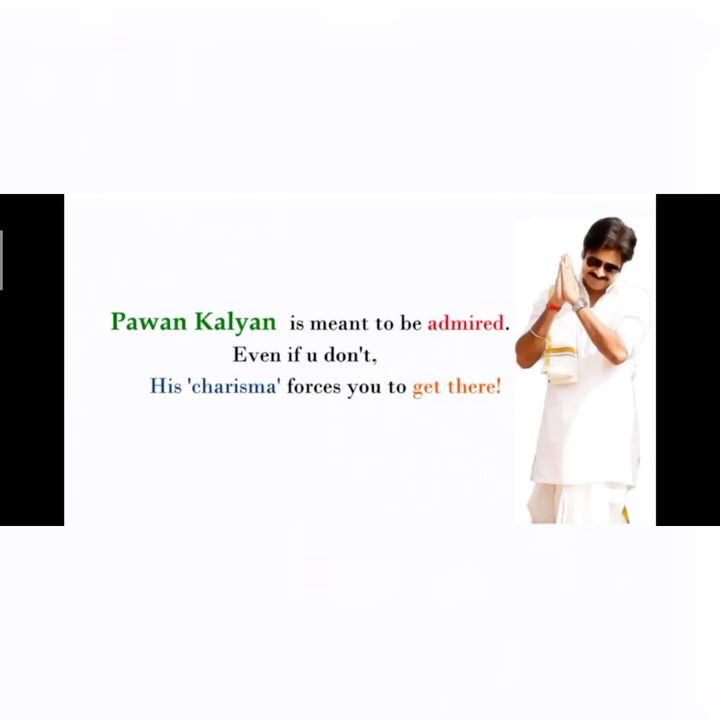 Pawan Kalyan is meant to be admired.
Even if u don't,
His 'charisma' forces you to get there!